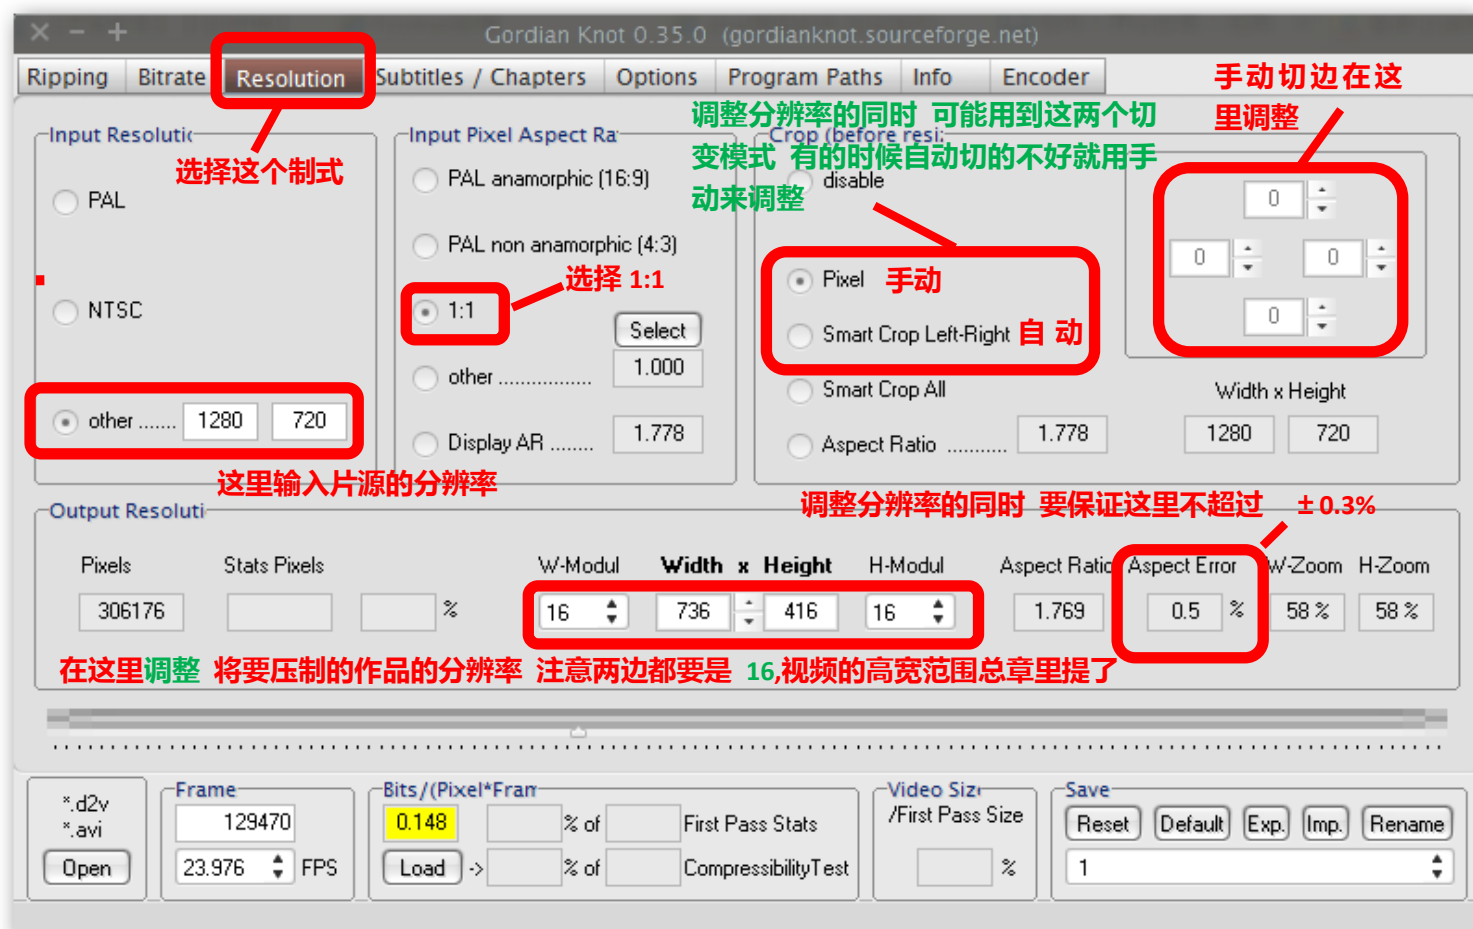 Gordian Knot 0.35.0 (gordianknot.sourceforge.net)
Ripping Bitrate Resolution Subtitles / Chapters Options Program Paths Info Encoder
手动切边在这
里调整
调整分辨率的同时 可能用到这两个切
变模式 有的时候自动切的不好就用手
动来调整
选择这个制式
Input Resolutic
PAL
NTSC
other ....... 1280 720
这里输入片源的分辨率
Input Pixel Aspect Ra
PAL anamorphic (16:9)
PAL non anamorphic (4:3)
选择 1:1
1:1
Select
other ................. 1.000
Display AR ........ 1.778
Crop (before resi:
disable
Pixel 手动
Smart Crop Left-Right 自 动
Smart Crop All
Aspect Ratio ........... 1.778
0
0 0
0
Width x Height
1280 720
调整分辨率的同时 要保证这里不超过 ±0.3%
Output Resoluti
Pixels Stats Pixels W-Modul Width x Height H-Modul Aspect Ratio Aspect Error W-Zoom H-Zoom
306176 % 16 736 416 16 1.769 0.5 % 58 % 58 %
在这里调整 将要压制的作品的分辨率 注意两边都要是 16,视频的高宽范围总章里提了
*.d2v
*.avi
Open
Frame
129470
23.976 FPS
Bits/(Pixel*Fran
0.148 % of First Pass Stats
Load -> % of CompressibilityTest
Video Siz
/First Pass Size
%
Save
Reset Default Exp. Imp. Rename
1